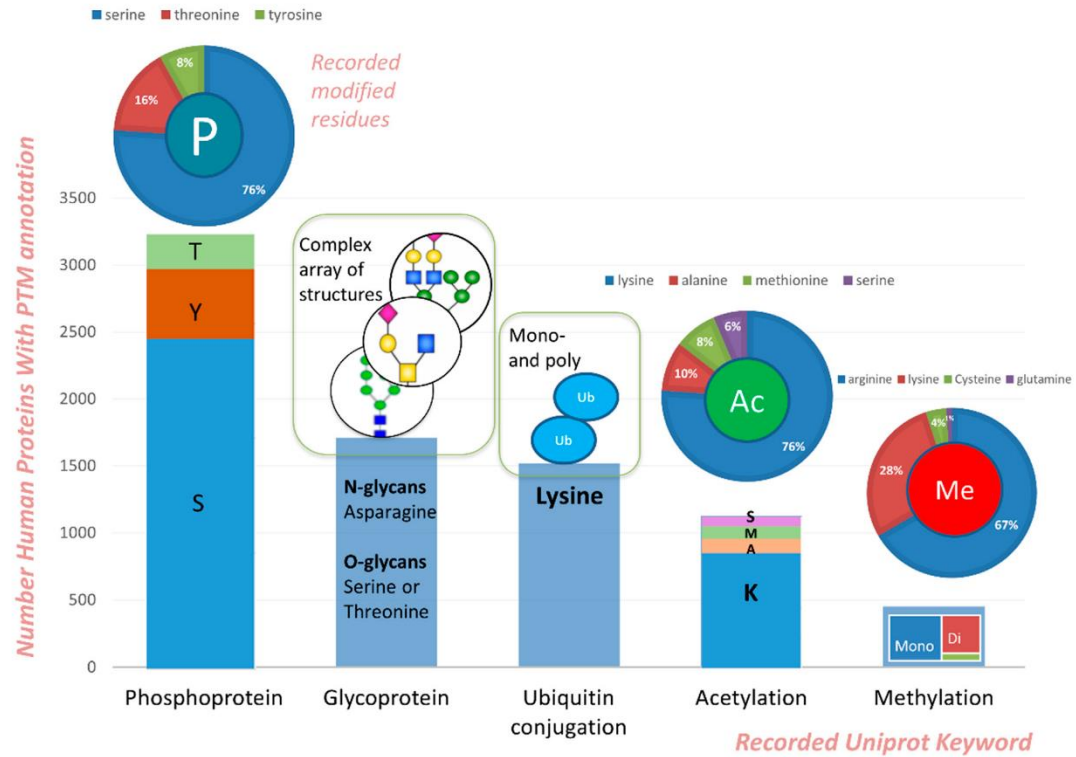 serine threonine tyrosine
8%
16%
P
76%
Recorded
modified
residues
Number Human Proteins With PTM annotation
3500
3000
2500
2000
1500
1000
500
0
T
Y
S
Complex
array of
structures
N-glycans
Asparagine
O-glycans
Serine or
Threonine
Mono-
and poly
Ub
Ub
Lysine
lysine alanine methionine serine
6%
8%
10%
Ac
76%
S
M
A
K
arginine lysine Cysteine glutamine
4%
28%
Me
67%
Mono
Di
Phosphoprotein
Glycoprotein
Ubiquitin
conjugation
Acetylation
Methylation
Recorded Uniprot Keyword